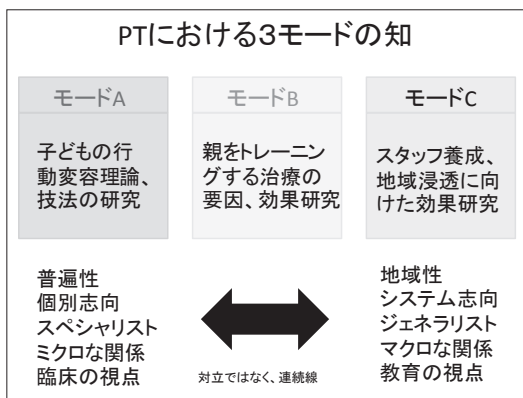 PTにおける3モードの知
モードA
子どもの行
動変容理論、
技法の研究
モードB
親をトレーニン
グする治療の
要因、効果研究
モードC
スタッフ養成、
地域浸透に向
けた効果研究
普遍性
個別志向
スペシャリスト
ミクロな関係
臨床の視点
対立ではなく、連続線
地域性
システム志向
ジェネラリスト
マクロな関係
教育の視点